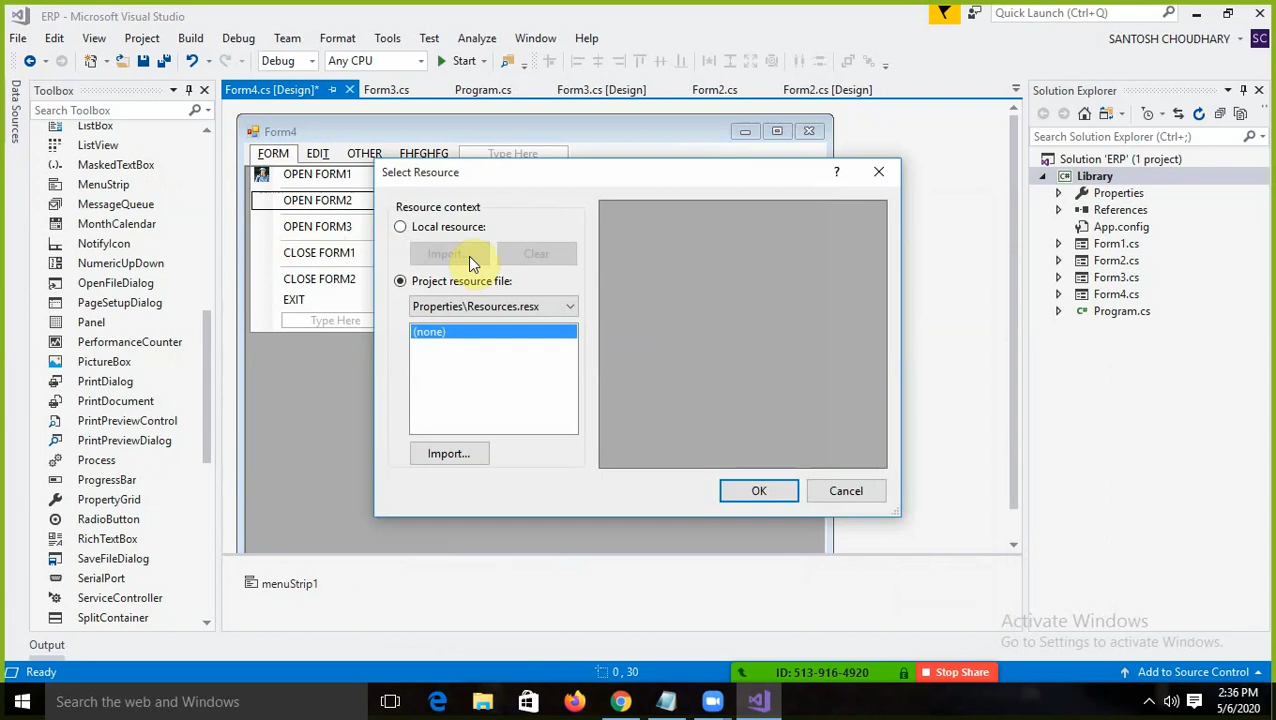 ERP - Microsoft Visual Studio
Quick Launch (Ctrl+Q)
File Edit View Project Build Debug Team Format Tools Test Analyze Window Help
SANTOSH CHOUDHARY SC
Debug Any CPU Start
Data Sources
Toolbox
Form4.cs [Design]* Form3.cs Program.cs Form3.cs [Design] Form2.cs Form2.cs [Design]
Solution Explorer
Search Toolbox
Search Solution Explorer (Ctrl+;)
ListBox
ListView
MaskedTextBox
MenuStrip
MessageQueue
MonthCalendar
NotifyIcon
NumericUpDown
OpenFileDialog
PageSetupDialog
Panel
PerformanceCounter
PictureBox
PrintDialog
PrintDocument
PrintPreviewControl
PrintPreviewDialog
Process
ProgressBar
PropertyGrid
RadioButton
RichTextBox
SaveFileDialog
SerialPort
ServiceController
SplitContainer
Form4
FORM EDIT OTHER FHFGHFG Type Here
OPEN FORM1
OPEN FORM2
OPEN FORM3
CLOSE FORM1
CLOSE FORM2
EXIT
Type Here
Select Resource
?
Resource context
Local resource:
Import... Clear
Project resource file:
Properties\Resources.resx
(none)
Import...
OK Cancel
menuStrip1
Solution 'ERP' (1 project)
Library
Properties
References
App.config
Form1.cs
Form2.cs
Form3.cs
Form4.cs
Program.cs
Activate Windows
Go to Settings to activate Windows.
Output
Ready
0 , 30
ID: 513-916-4920
Stop Share
Add to Source Control
Search the web and Windows
2:36 PM
5/6/2020